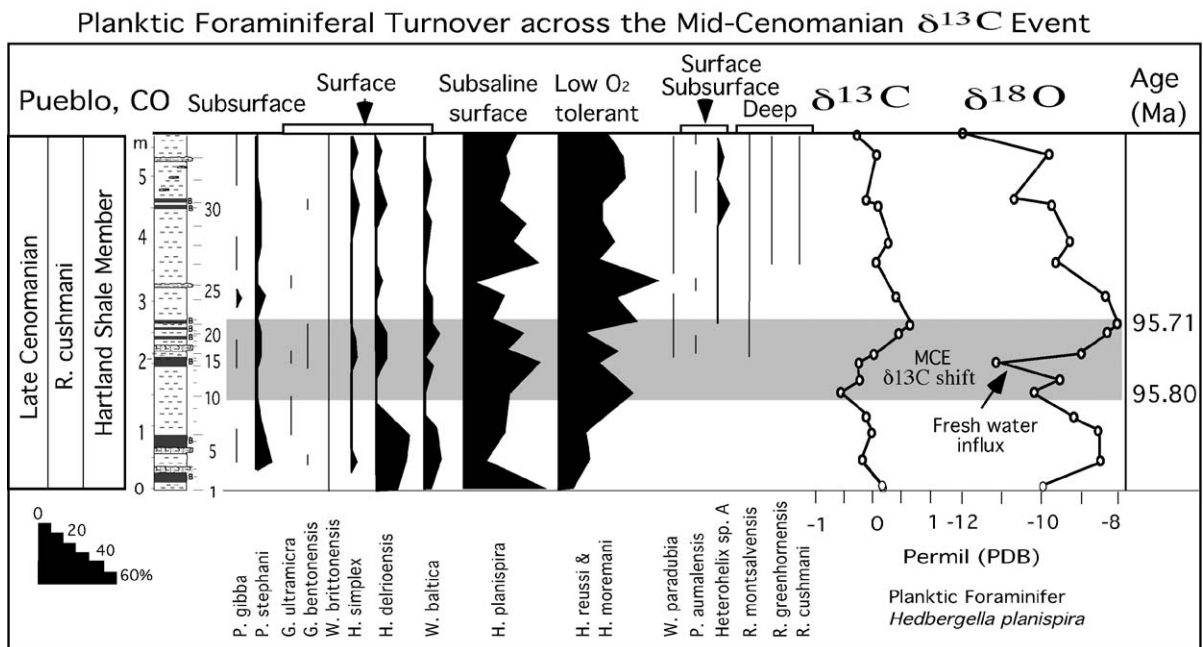 Planktic Foraminiferal Turnover across the Mid-Cenomanian δ13C Event
Pueblo, CO
Subsurface
Surface
Subsaline
surface
Low O2
tolerant
Surface
Subsurface
Deep
δ13C
δ18O
Age
(Ma)
Late Cenomanian
R. cushmani
Hartland Shale Member
m
5
4
3
2
1
0
B
B
B
B
B
B
B
B
B
30
25
20
15
10
5
1
MCE
δ13C shift
Fresh water
influx
95.71
95.80
-1
0
1
-12
-10
-8
Permil (PDB)
0
20
40
60%
P. gibba
P. stephani
G. ultramicra
G. bentonensis
W. brittonensis
H. simplex
H. delrioensis
W. baltica
H. planispira
H. reussi &
H. moremani
W. paradubia
P. aumalensis
Heterohelix sp. A
R. montsalvensis
R. greenhornensis
R. cushmani
Planktic Foraminifer
Hedbergella planispira